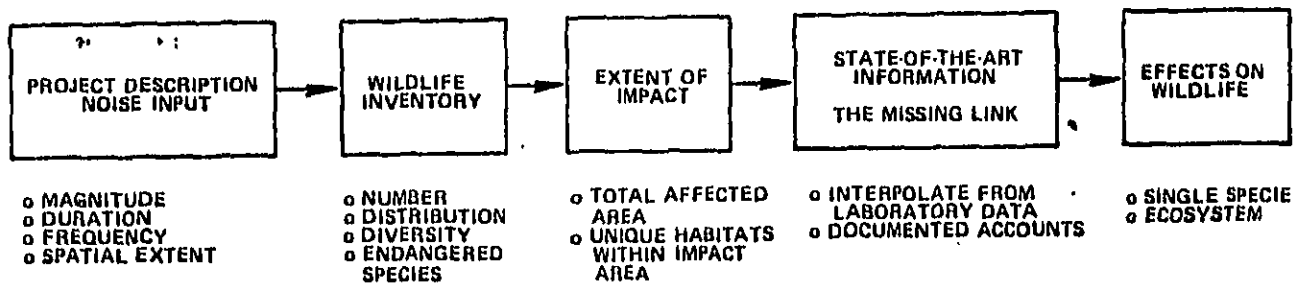 PROJECT DESCRIPTION
NOISE INPUT
WILDLIFE
INVENTORY
EXTENT OF
IMPACT
STATE-OF-THE-ART
INFORMATION
THE MISSING LINK
EFFECTS ON
WILDLIFE
o MAGNITUDE
o DURATION
o FREQUENCY
o SPATIAL EXTENT
o NUMBER
o DISTRIBUTION
o DIVERSITY
o ENDANGERED
SPECIES
o TOTAL AFFECTED
AREA
o UNIQUE HABITATS
WITHIN IMPACT
AREA
o INTERPOLATE FROM
LABORATORY DATA
o DOCUMENTED ACCOUNTS
o SINGLE SPECIE
o ECOSYSTEM